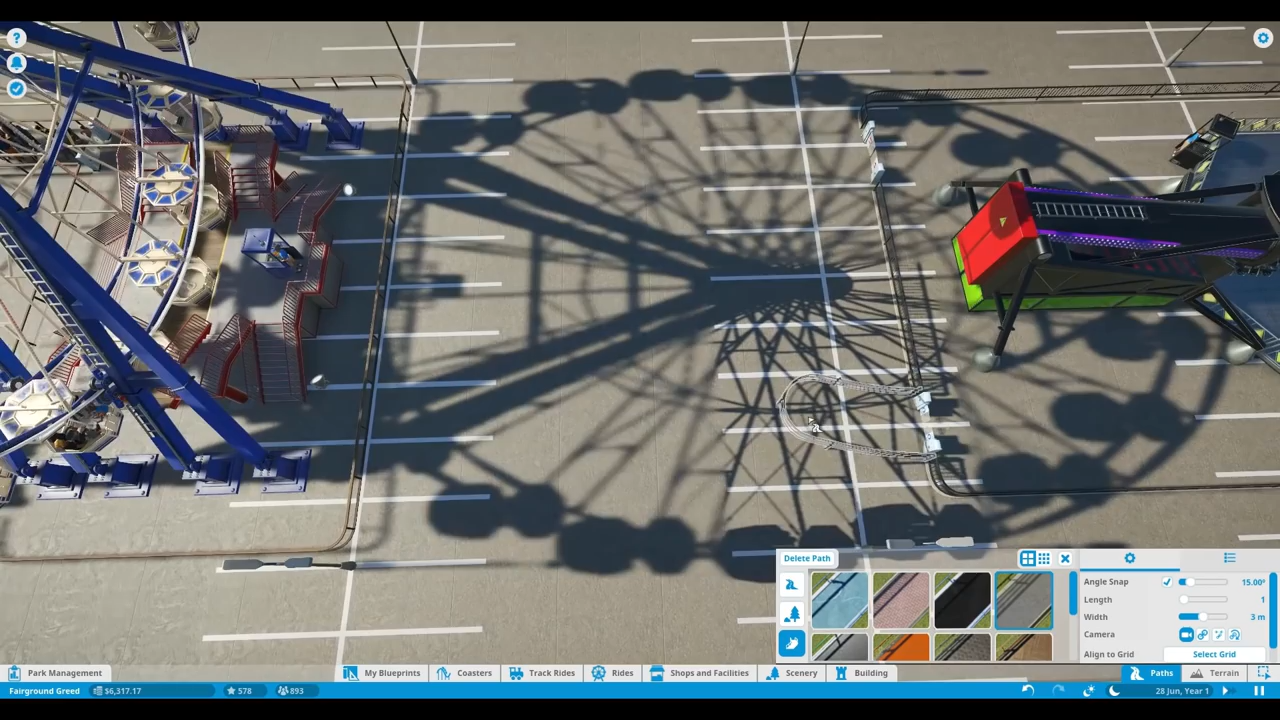 Delete Path
Angle Snap
15.00°
Length
1
Width
3 m
Camera
Align to Grid
Select Grid
Park Management
My Blueprints
Coasters
Track Rides
Rides
Shops and Facilities
Scenery
Building
Paths
Terrain
Fairground Greed
$6,317.17
578
893
28 Jun, Year 1